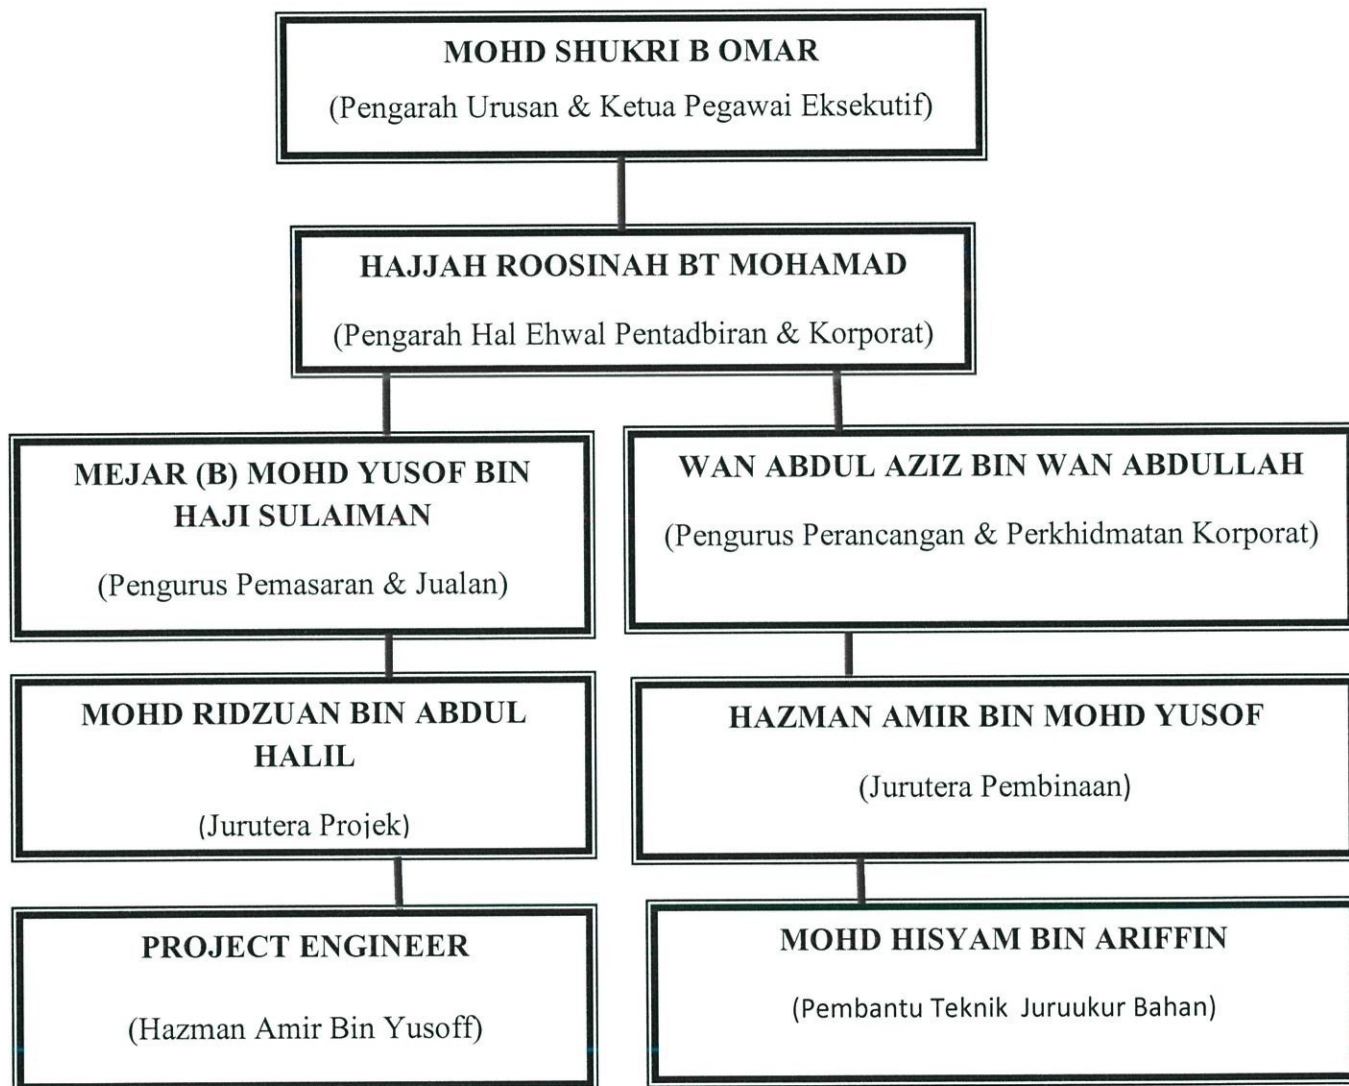 MOHD SHUKRI B OMAR
(Pengarah Urusan & Ketua Pegawai Eksekutif)
HAJJAH ROOSINAH BT MOHAMAD
(Pengarah Hal Ehwal Pentadbiran & Korporat)
MEJAR (B) MOHD YUSOF BIN
HAJI SULAIMAN
(Pengurus Pemasaran & Jualan)
WAN ABDUL AZIZ BIN WAN ABDULLAH
(Pengurus Perancangan & Perkhidmatan Korporat)
MOHD RIDZUAN BIN ABDUL
HALIL
(Jurutera Projek)
HAZMAN AMIR BIN MOHD YUSOF
(Jurutera Pembinaan)
PROJECT ENGINEER
(Hazman Amir Bin Yusoff)
MOHD HISYAM BIN ARIFFIN
(Pembantu Teknik Juruukur Bahan)